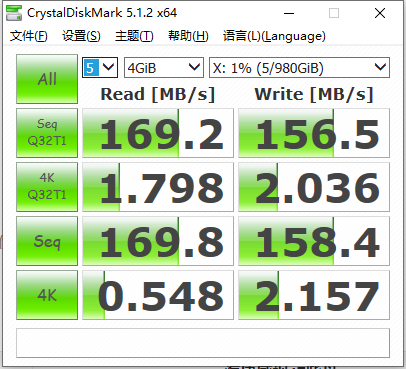 CrystalDiskMark 5.1.2 x64
文件(F) 设置(S) 主题(T) 帮助(H) 语言(L)(Language)
All 5 4GiB X: 1% (5/980GiB)
Read [MB/s] Write [MB/s]
Seq Q32T1 169.2 156.5
4K Q32T1 1.798 2.036
Seq 169.8 158.4
4K 0.548 2.157